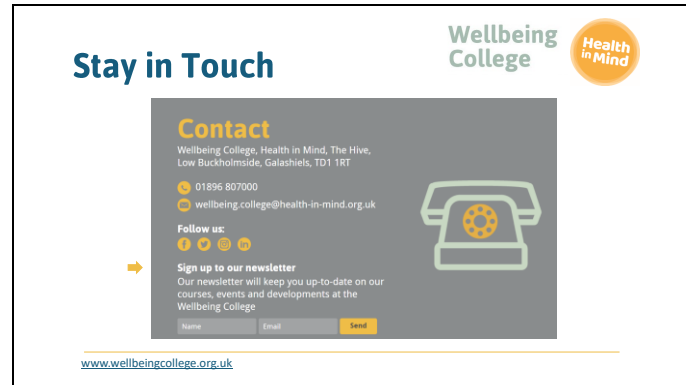 Wellbeing
College
Health
in Mind
Stay in Touch
Contact
Wellbeing College, Health in Mind, The Hive,
Low Buckholmside, Galashiels, TD1 1RT
01896 807000
wellbeing.college@health-in-mind.org.uk
Follow us:
Sign up to our newsletter
Our newsletter will keep you up-to-date on our
courses, events and developments at the
Wellbeing College
Name Email Send
www.wellbeingcollege.org.uk